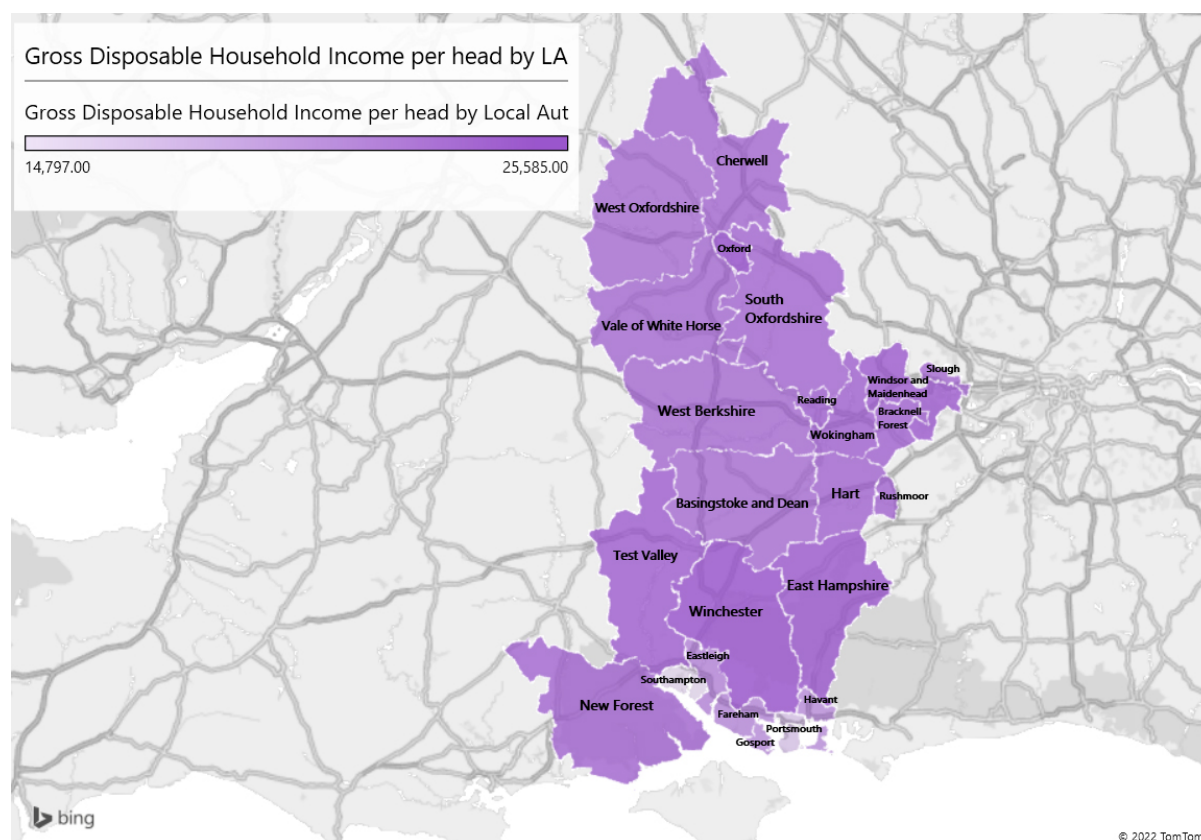 Gross Disposable Household Income per head by LA
Gross Disposable Household Income per head by Local Aut
14,797.00 25,585.00
Cherwell
West Oxfordshire
Oxford
South
Oxfordshire
Vale of White Horse
Slough
Windsor and
Maidenhead
Reading
West Berkshire
Bracknell
Forest
Wokingham
Hart
Rushmoor
Basingstoke and Dean
Test Valley
East Hampshire
Winchester
Eastleigh
Southampton
New Forest
Havant
Fareham
Portsmouth
Gosport
bing
© 2022 TomTom